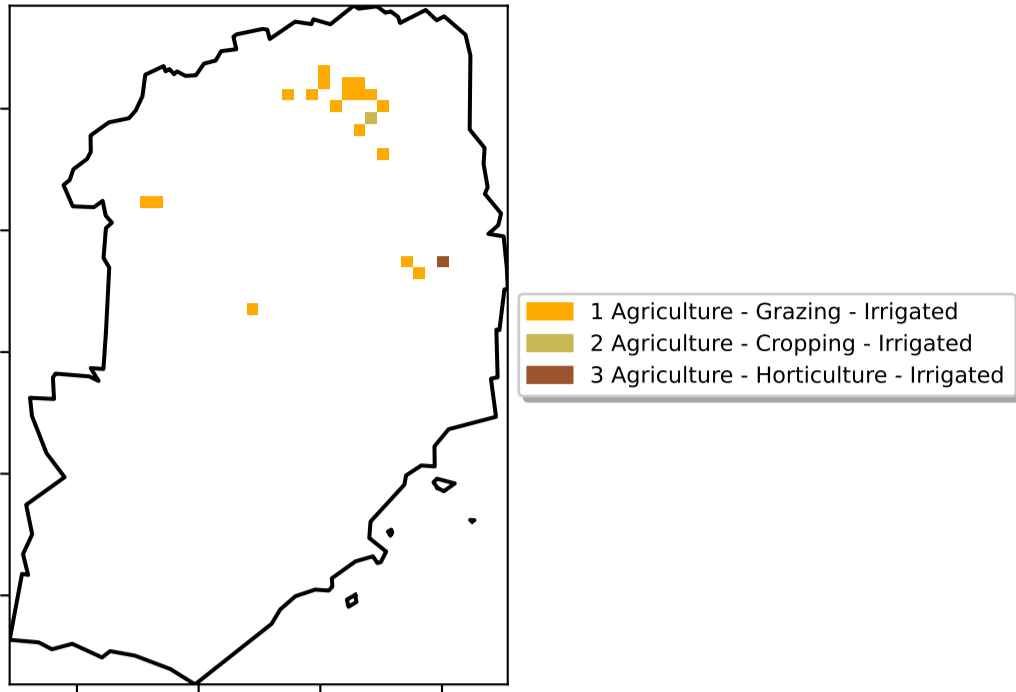 1 Agriculture - Grazing - Irrigated
2 Agriculture - Cropping - Irrigated
3 Agriculture - Horticulture - Irrigated